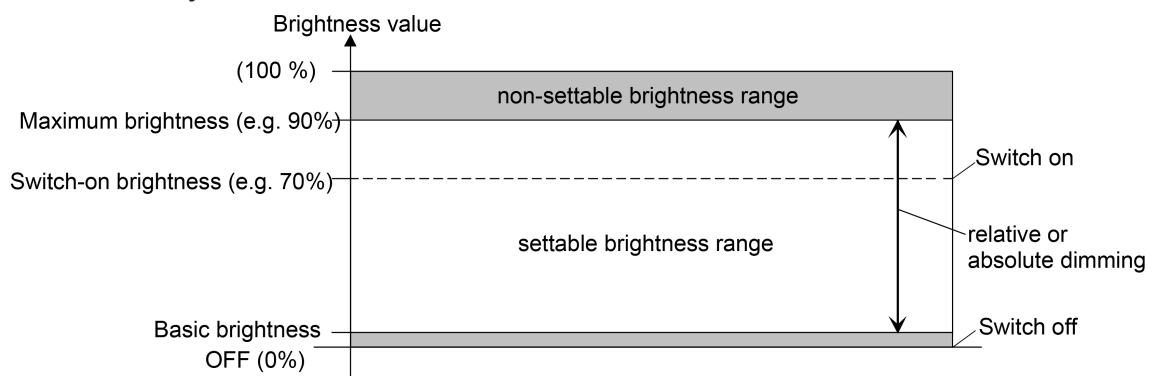 Brightness value
(100 %)
non-settable brightness range
Maximum brightness (e.g. 90%)
Switch on
Switch-on brightness (e.g. 70%)
relative or
absolute dimming
settable brightness range
Basic brightness
Switch off
OFF (0%)